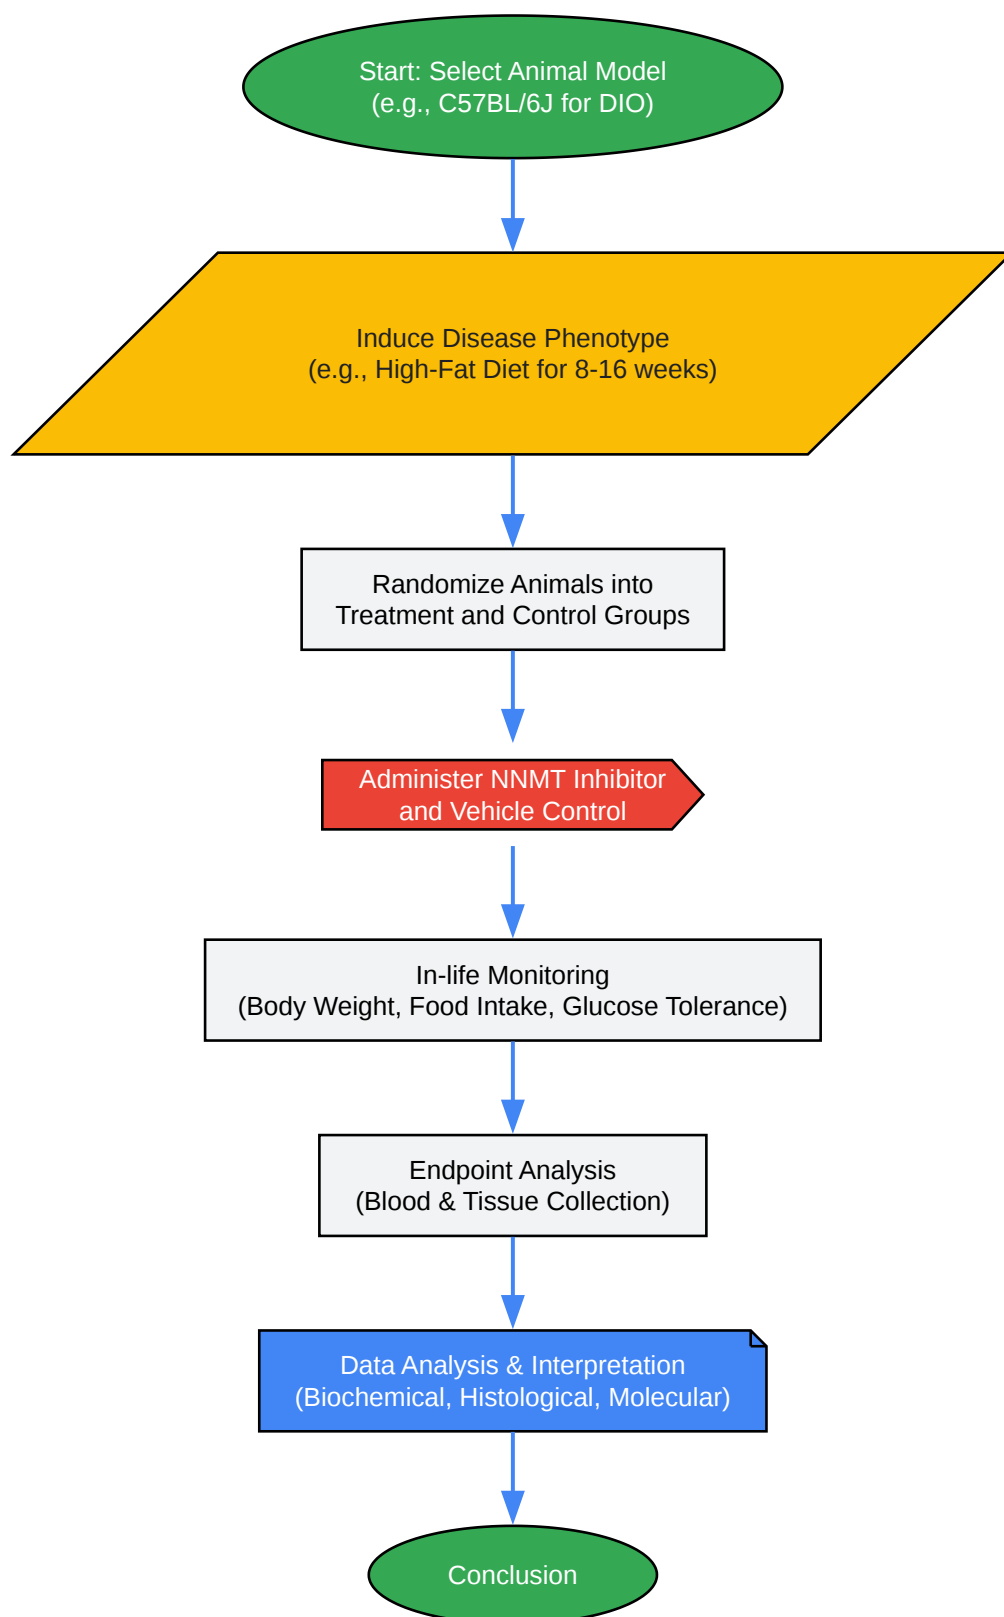 Start: Select Animal Model
(e.g., C57BL/6J for DIO)
Induce Disease Phenotype
(e.g., High-Fat Diet for 8-16 weeks)
Randomize Animals into
Treatment and Control Groups
Administer NNMT Inhibitor
and Vehicle Control
In-life Monitoring
(Body Weight, Food Intake, Glucose Tolerance)
Endpoint Analysis
(Blood & Tissue Collection)
Data Analysis & Interpretation
(Biochemical, Histological, Molecular)
Conclusion